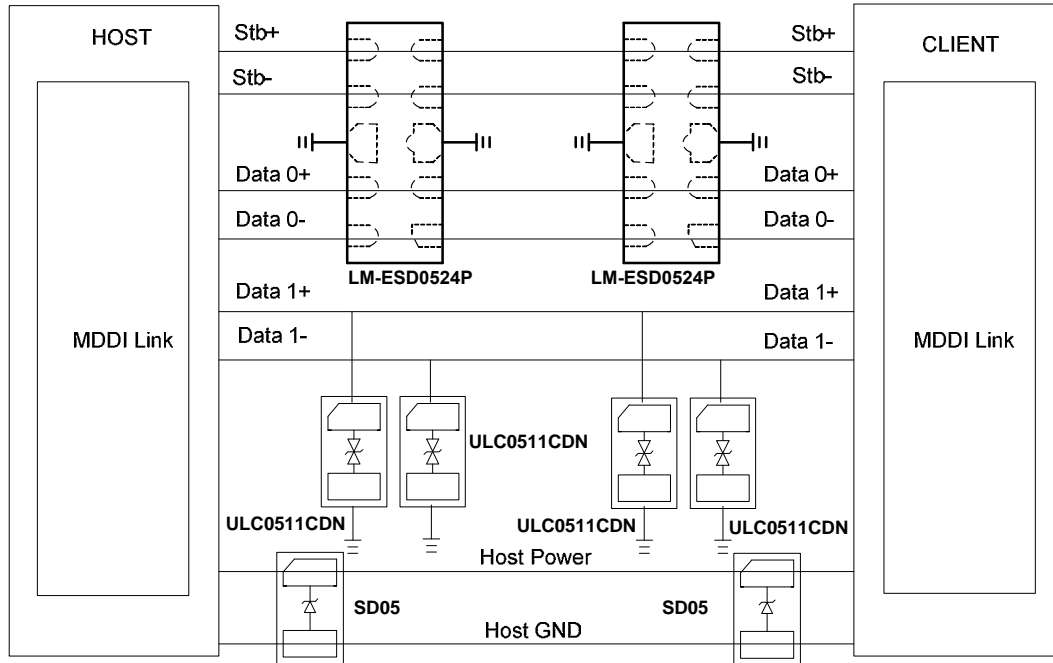 HOST
CLIENT
Stb+
Stb+
Stb-
Stb-
Data 0+
Data 0+
Data 0-
Data 0-
LM-ESD0524P
LM-ESD0524P
Data 1+
Data 1+
Data 1-
Data 1-
MDDI Link
MDDI Link
ULC0511CDN
ULC0511CDN
ULC0511CDN
ULC0511CDN
Host Power
SD05
SD05
Host GND